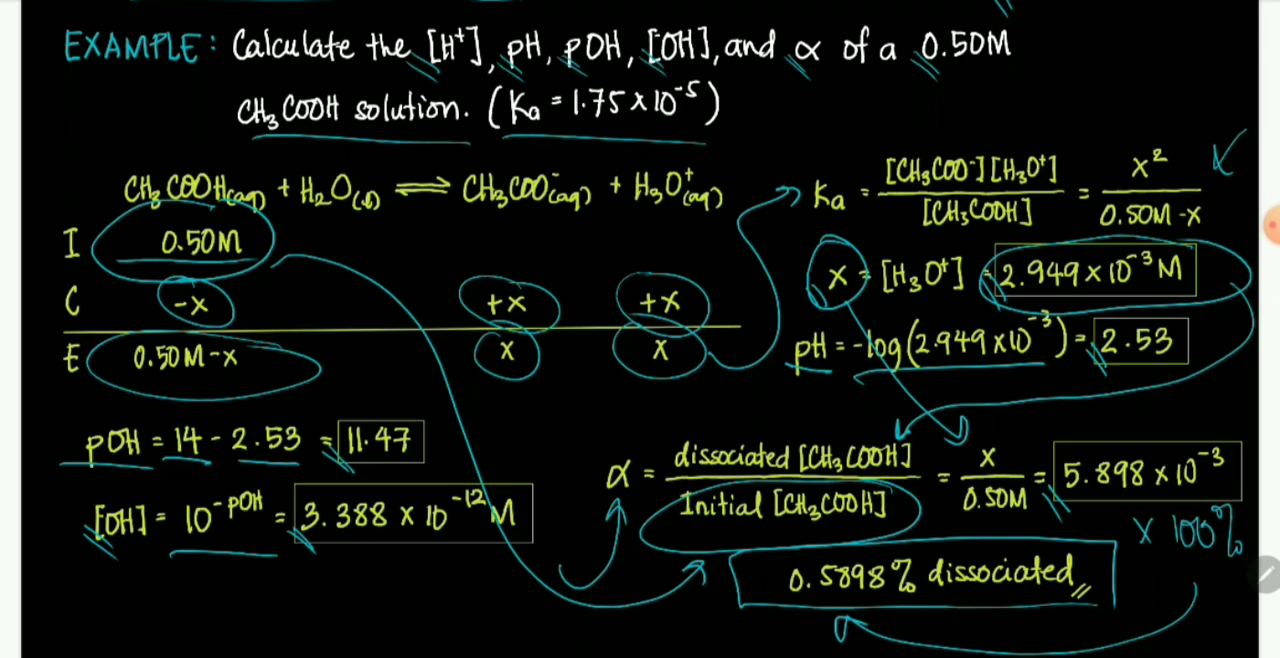 EXAMPLE: Calculate the [H⁺], pH, pOH, [OH], and α of a 0.50M
CH₃COOH solution. (Ka = 1.75 x 10⁻⁵)
CH₃COOH(aq) + H₂O(l) ⇌ CH₃COO⁻(aq) + H₃O⁺(aq)
I 0.50M
C -x +x +x
E 0.50M-x x x
Ka = [CH₃COO⁻][H₃O⁺] / [CH₃COOH] = x² / 0.50M-x
x = [H₃O⁺] = 2.949 x 10⁻³ M
pH = -log(2.949 x 10⁻³) = 2.53
pOH = 14 - 2.53 = 11.47
[OH] = 10⁻ᵖᴼᴴ = 3.388 x 10⁻¹² M
α = dissociated [CH₃COOH] / Initial [CH₃COOH] = x / 0.50M = 5.898 x 10⁻³
x 100%
0.5898% dissociated